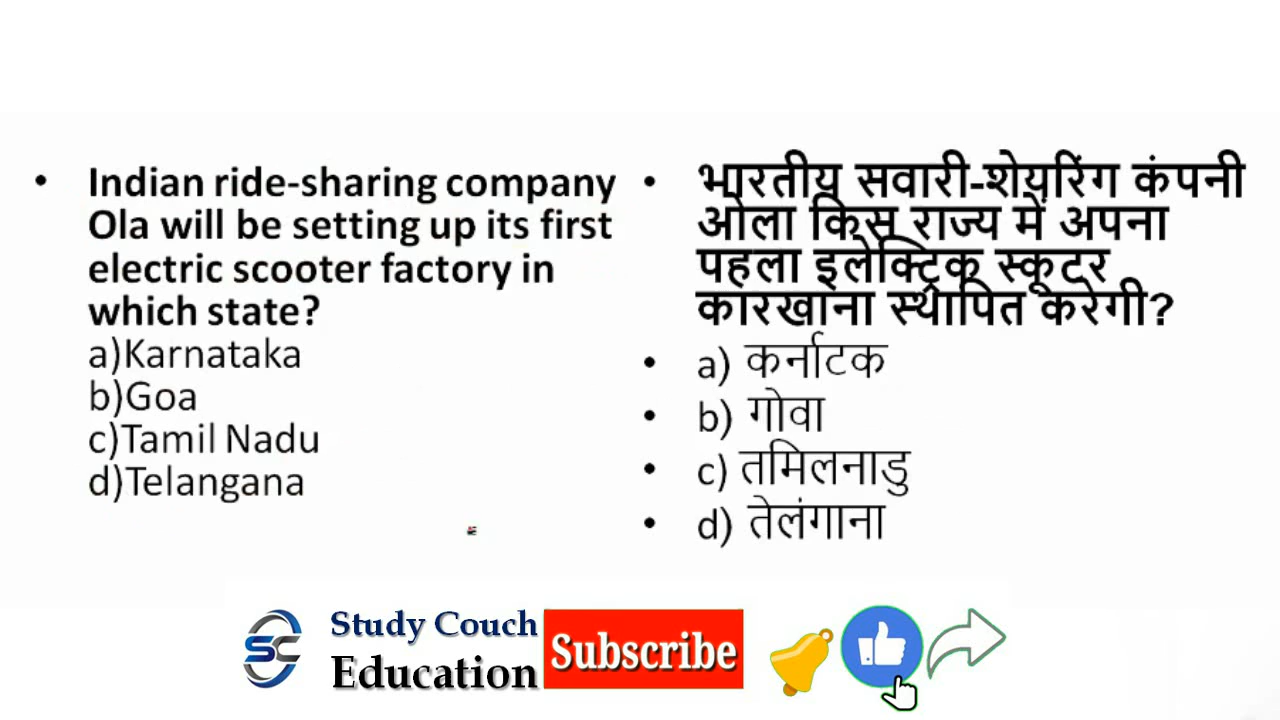 • Indian ride-sharing company
Ola will be setting up its first
electric scooter factory in
which state?
a)Karnataka
b)Goa
c)Tamil Nadu
d)Telangana
• भारतीय सवारी-शेयरिंग कंपनी
ओला किस राज्य में अपना
पहला इलेक्ट्रिक स्कूटर
कारखाना स्थापित करेगी?
• a) कर्नाटक
• b) गोवा
• c) तमिलनाडु
• d) तेलंगाना
SC
Study Couch
Education
Subscribe